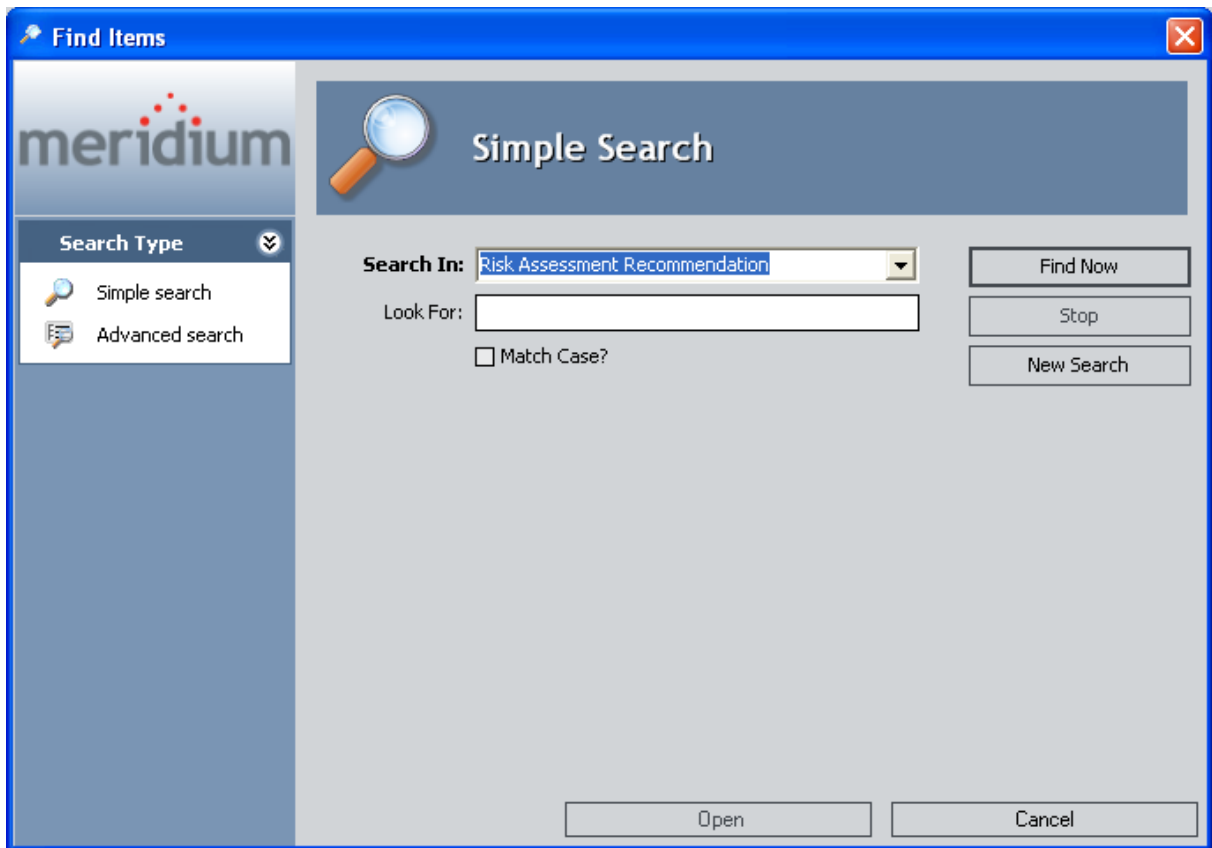 Find Items
meridium
Simple Search
Search Type
Simple search
Advanced search
Search In: Risk Assessment Recommendation
Find Now
Look For:
Stop
Match Case?
New Search
Open
Cancel